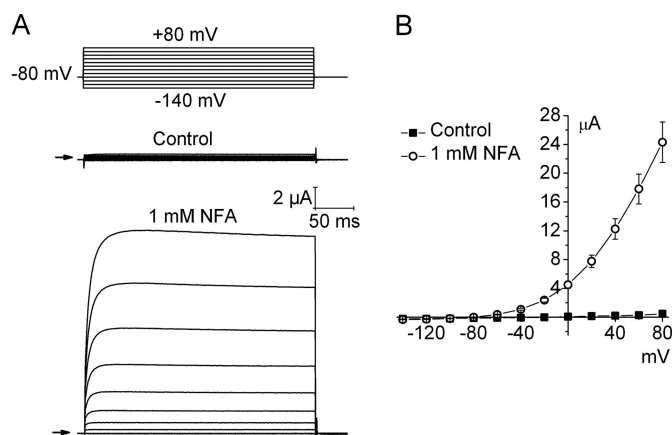 A
+80 mV
-80 mV
-140 mV
Control
2 µA
50 ms
1 mM NFA
B
µA
Control
1 mM NFA
28
24
20
16
12
8
4
-120 -80 -40 40 80
mV